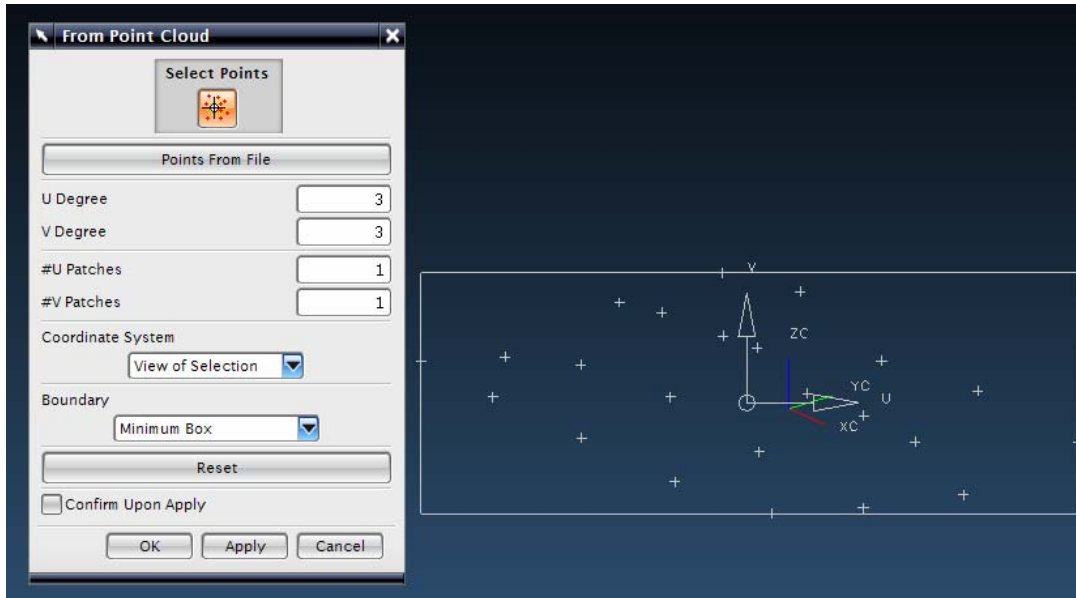 From Point Cloud
Select Points
Points From File
U Degree 3
V Degree 3
#U Patches 1
#V Patches 1
Coordinate System
View of Selection
Boundary
Minimum Box
Reset
Confirm Upon Apply
OK Apply Cancel
V
ZC
YC
U
XC